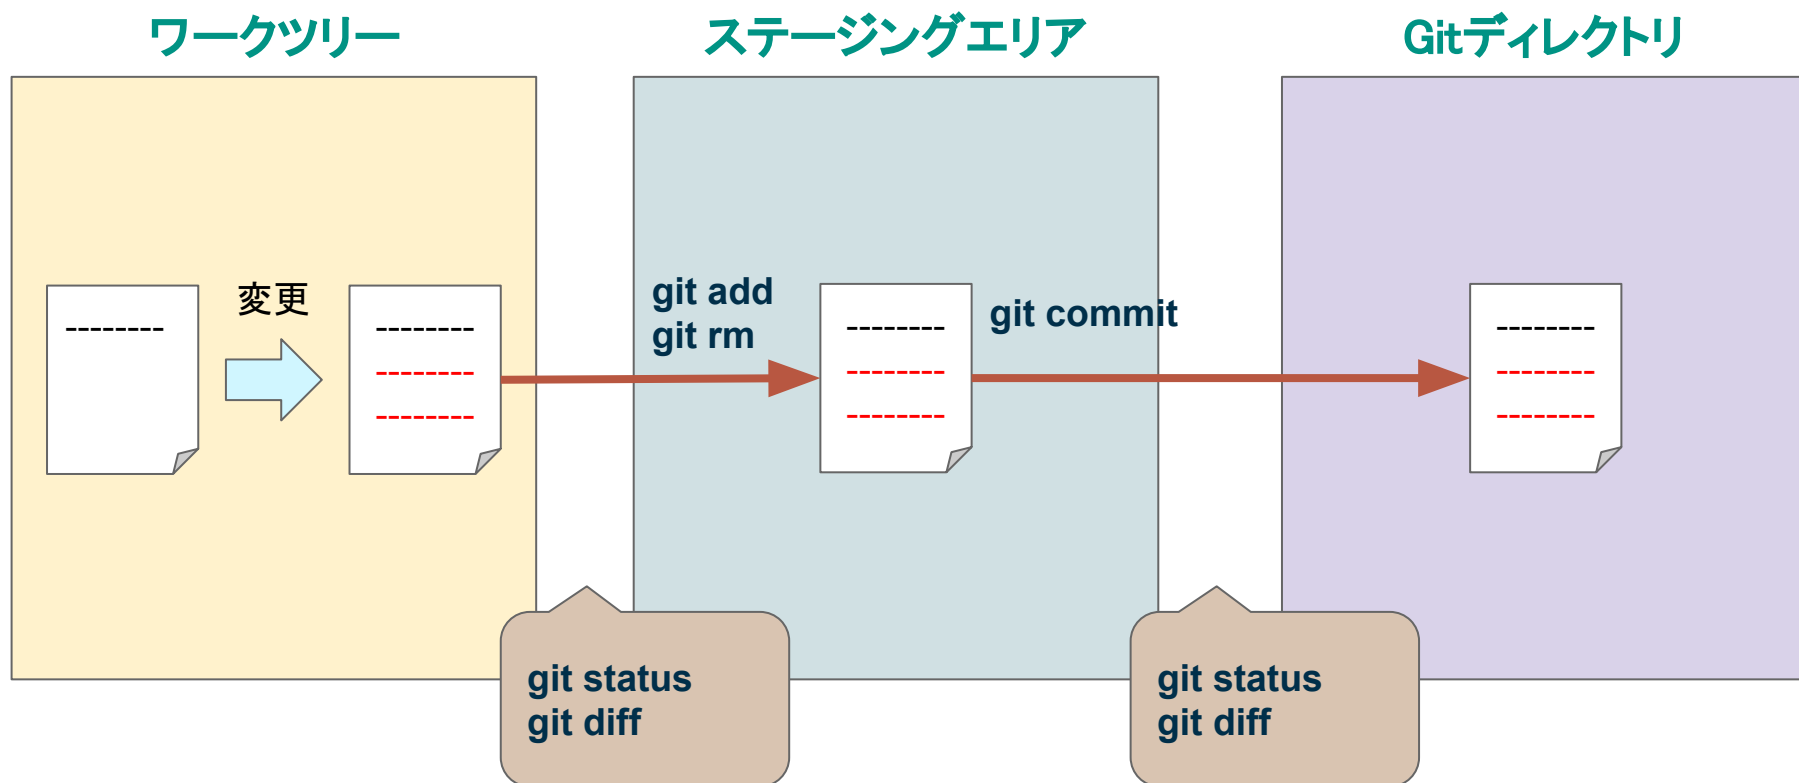 ワークツリー
ステージングエリア
Gitディレクトリ
変更
git add
git rm
git commit
git status
git diff
git status
git diff